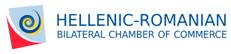 HELLENIC-ROMANIAN
BILATERAL CHAMBER OF COMMERCE